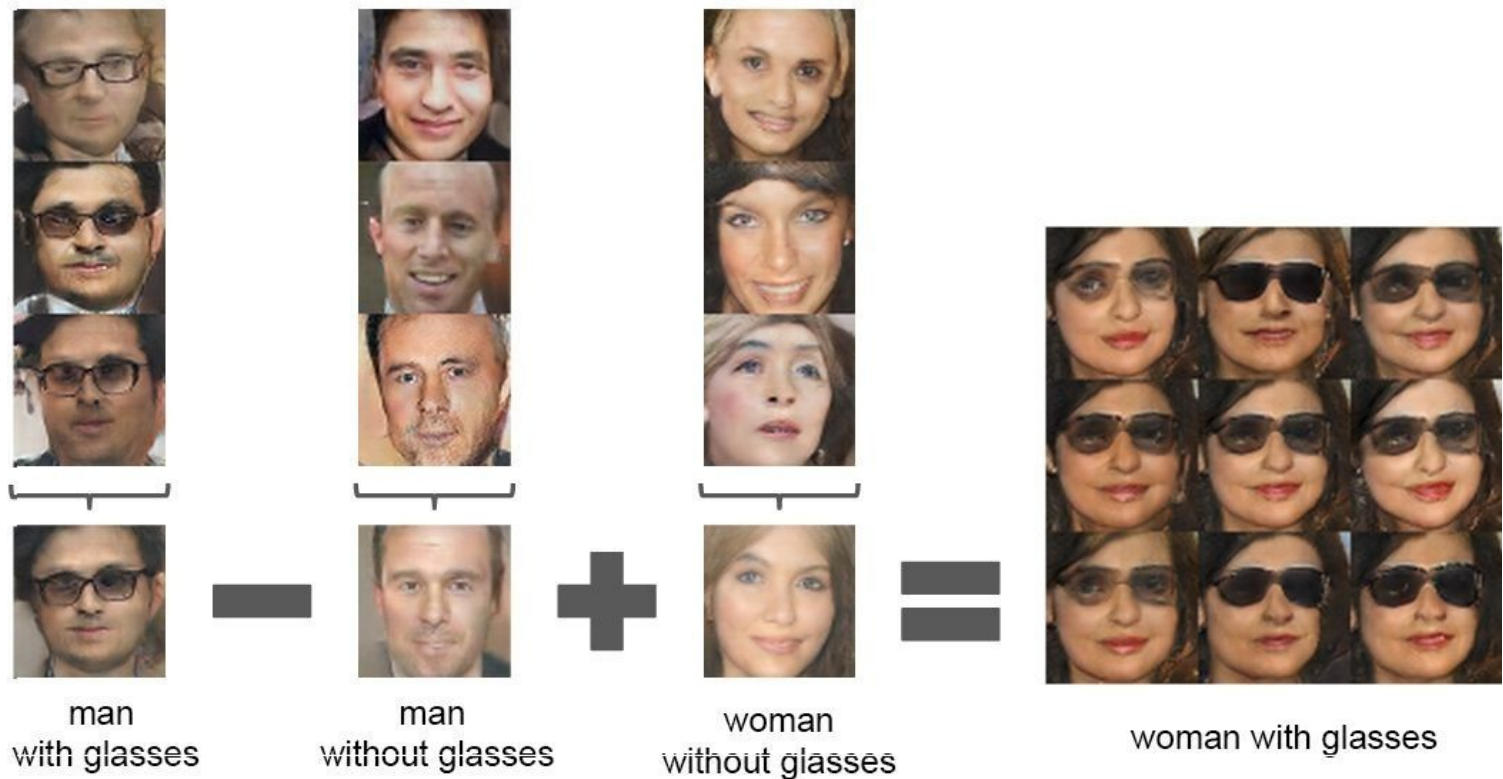 man
with glasses
man
without glasses
woman
without glasses
woman with glasses